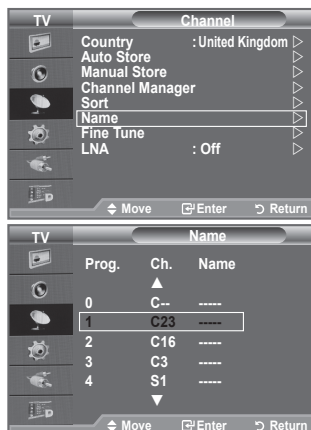 TV Channel
Country : United Kingdom ▷
Auto Store ▷
Manual Store ▷
Channel Manager ▷
Sort ▷
Name ▷
Fine Tune ▷
LNA : Off ▷
Move Enter Return
TV Name
Prog. Ch. Name
▲
0 C-- -----
1 C23 -----
2 C16 -----
3 C3 -----
4 S1 -----
▼
Move Enter Return